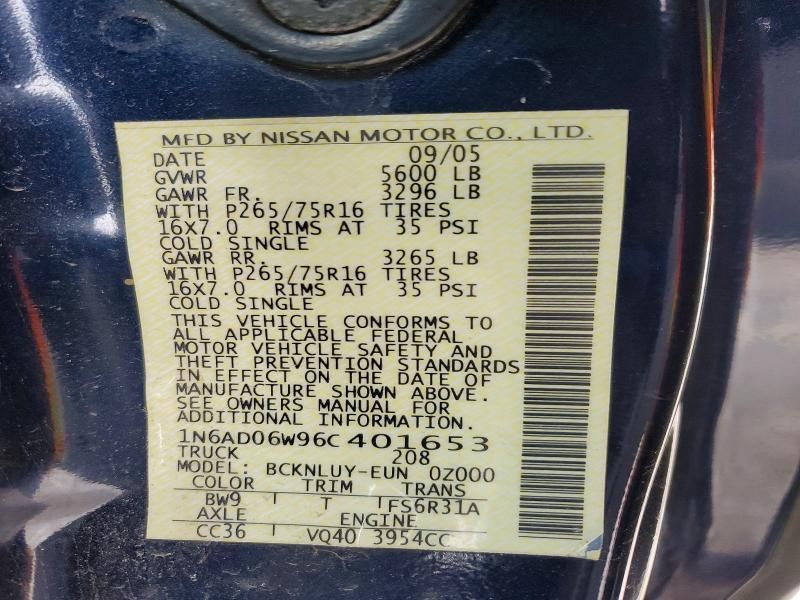 MFD BY NISSAN MOTOR CO., LTD.
DATE 09/05
GVWR 5600 LB
GAWR FR. 3296 LB
WITH P265/75R16 TIRES
16X7.0 RIMS AT 35 PSI
COLD SINGLE
GAWR RR. 3265 LB
WITH P265/75R16 TIRES
16X7.0 RIMS AT 35 PSI
COLD SINGLE
THIS VEHICLE CONFORMS TO
ALL APPLICABLE FEDERAL
MOTOR VEHICLE SAFETY AND
THEFT PREVENTION STANDARDS
IN EFFECT ON THE DATE OF
MANUFACTURE SHOWN ABOVE.
SEE OWNERS MANUAL FOR
ADDITIONAL INFORMATION.
1N6AD06W96C401653
TRUCK 208
MODEL: BCKNLUY-EUN 0Z000
COLOR TRIM TRANS
BW9 T FS6R31A
AXLE ENGINE
CC36 VQ40 3954CC